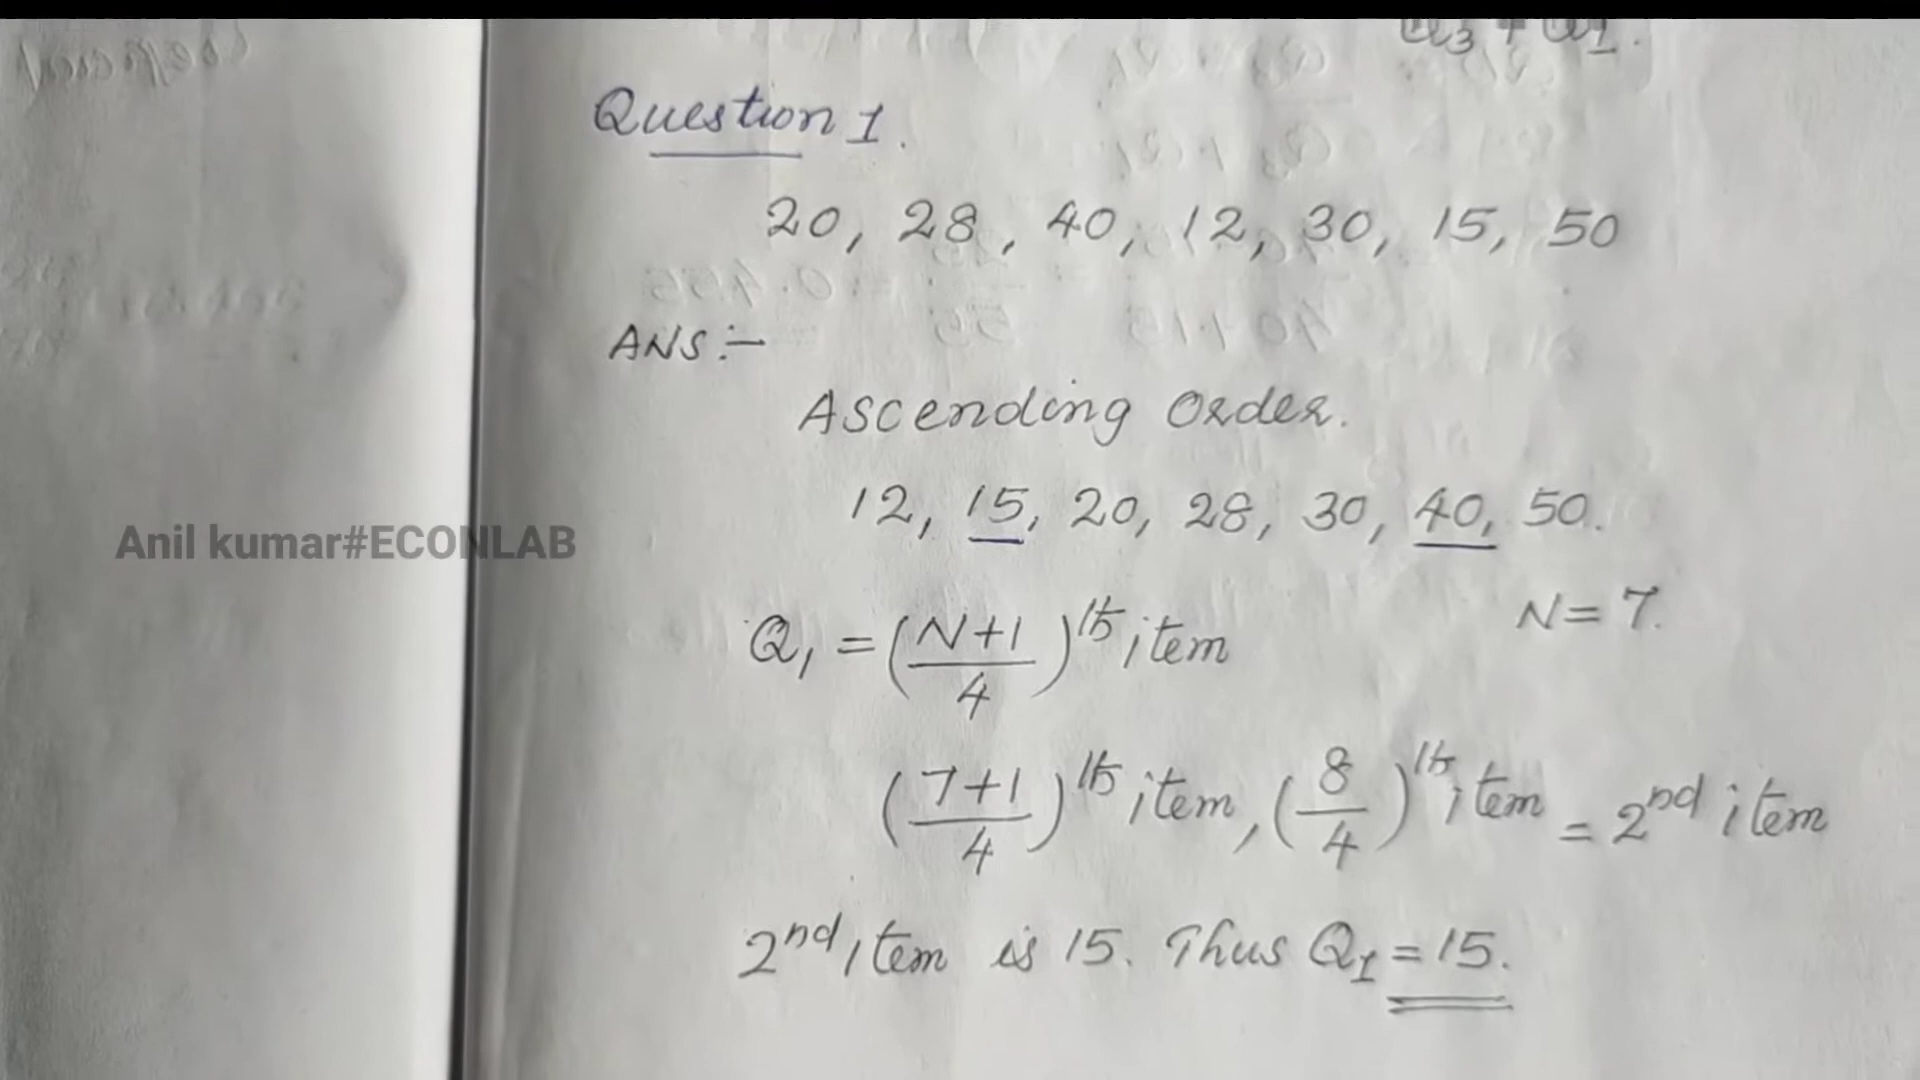 Q3 + Q1.
Question 1.
20, 28, 40, 12, 30, 15, 50
ANS :-
Ascending Order.
12, 15, 20, 28, 30, 40, 50.
N = 7.
Q1 = (N+1/4)th item
(7+1/4)th item, (8/4)th item = 2nd item
2nd item is 15. Thus Q1 = 15.
Anil kumar#ECONLAB